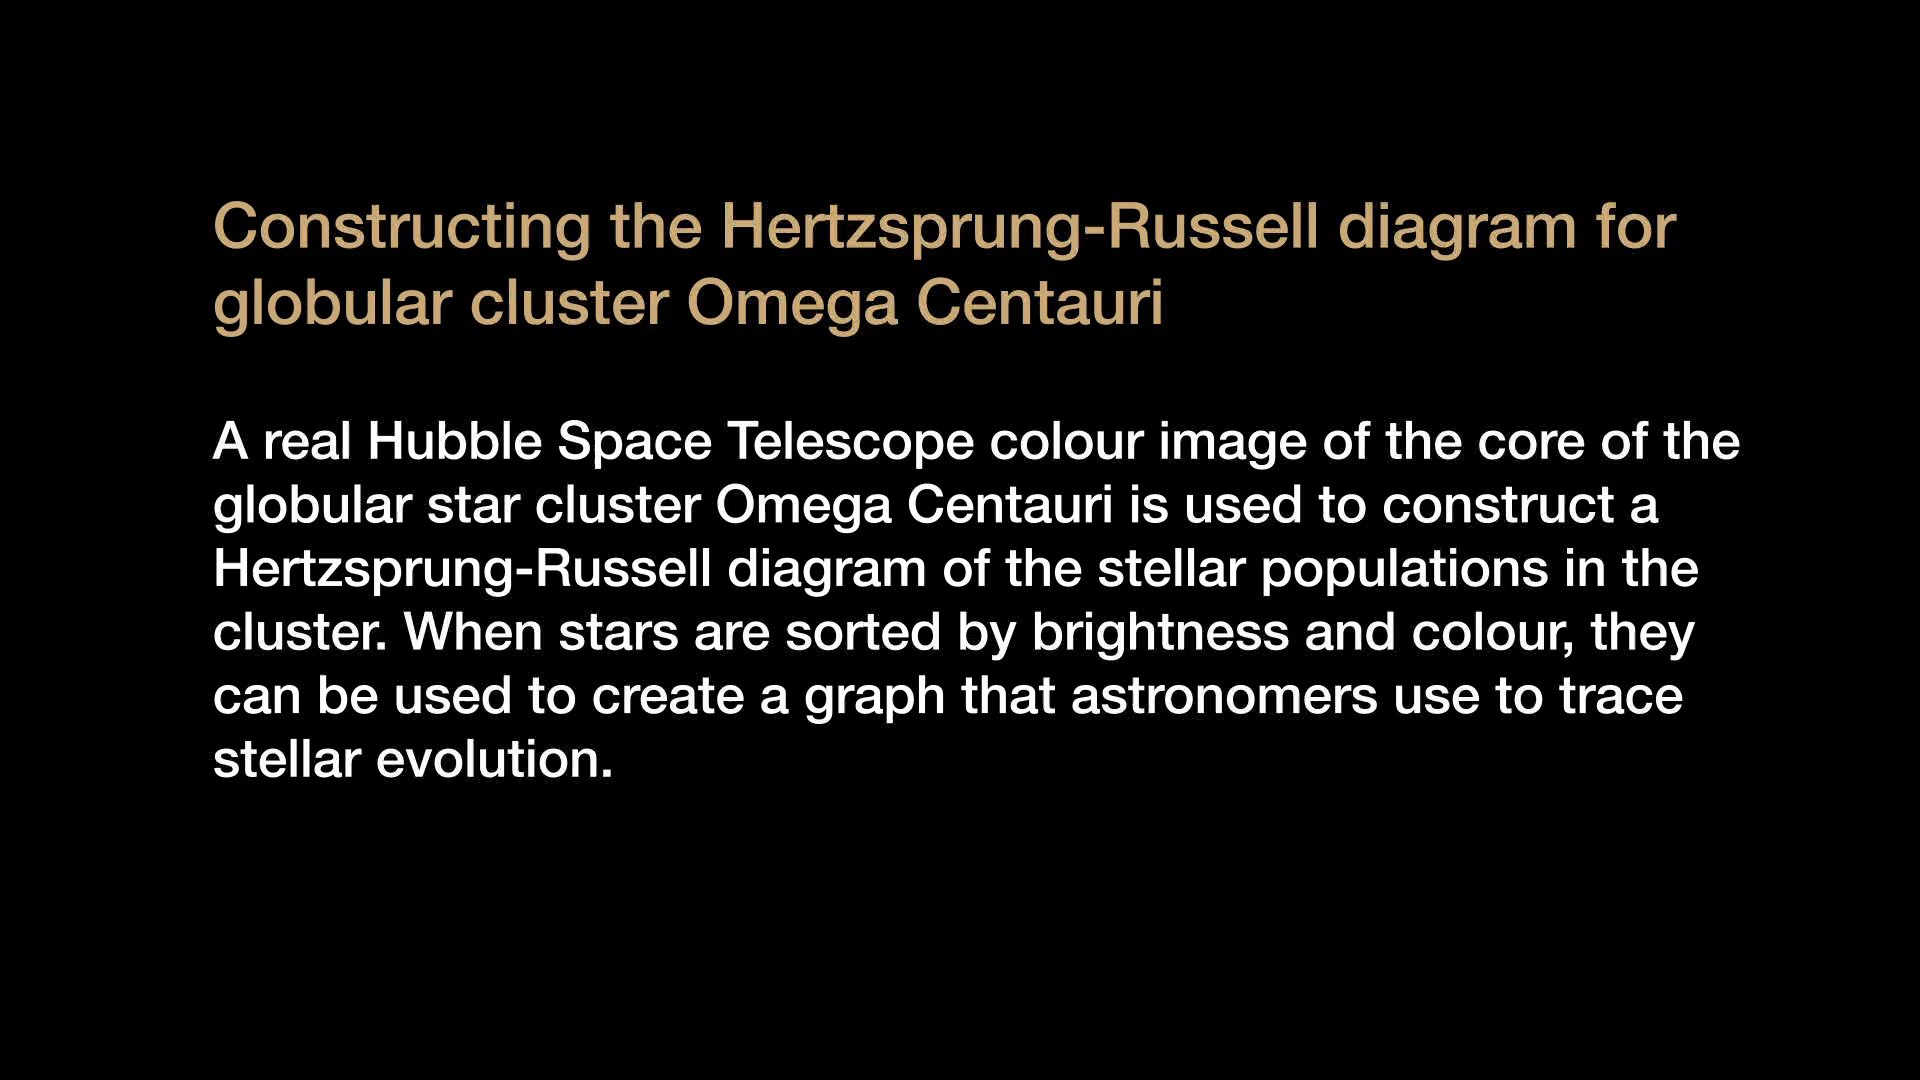 Constructing the Hertzsprung-Russell diagram for
globular cluster Omega Centauri
A real Hubble Space Telescope colour image of the core of the
globular star cluster Omega Centauri is used to construct a
Hertzsprung-Russell diagram of the stellar populations in the
cluster. When stars are sorted by brightness and colour, they
can be used to create a graph that astronomers use to trace
stellar evolution.